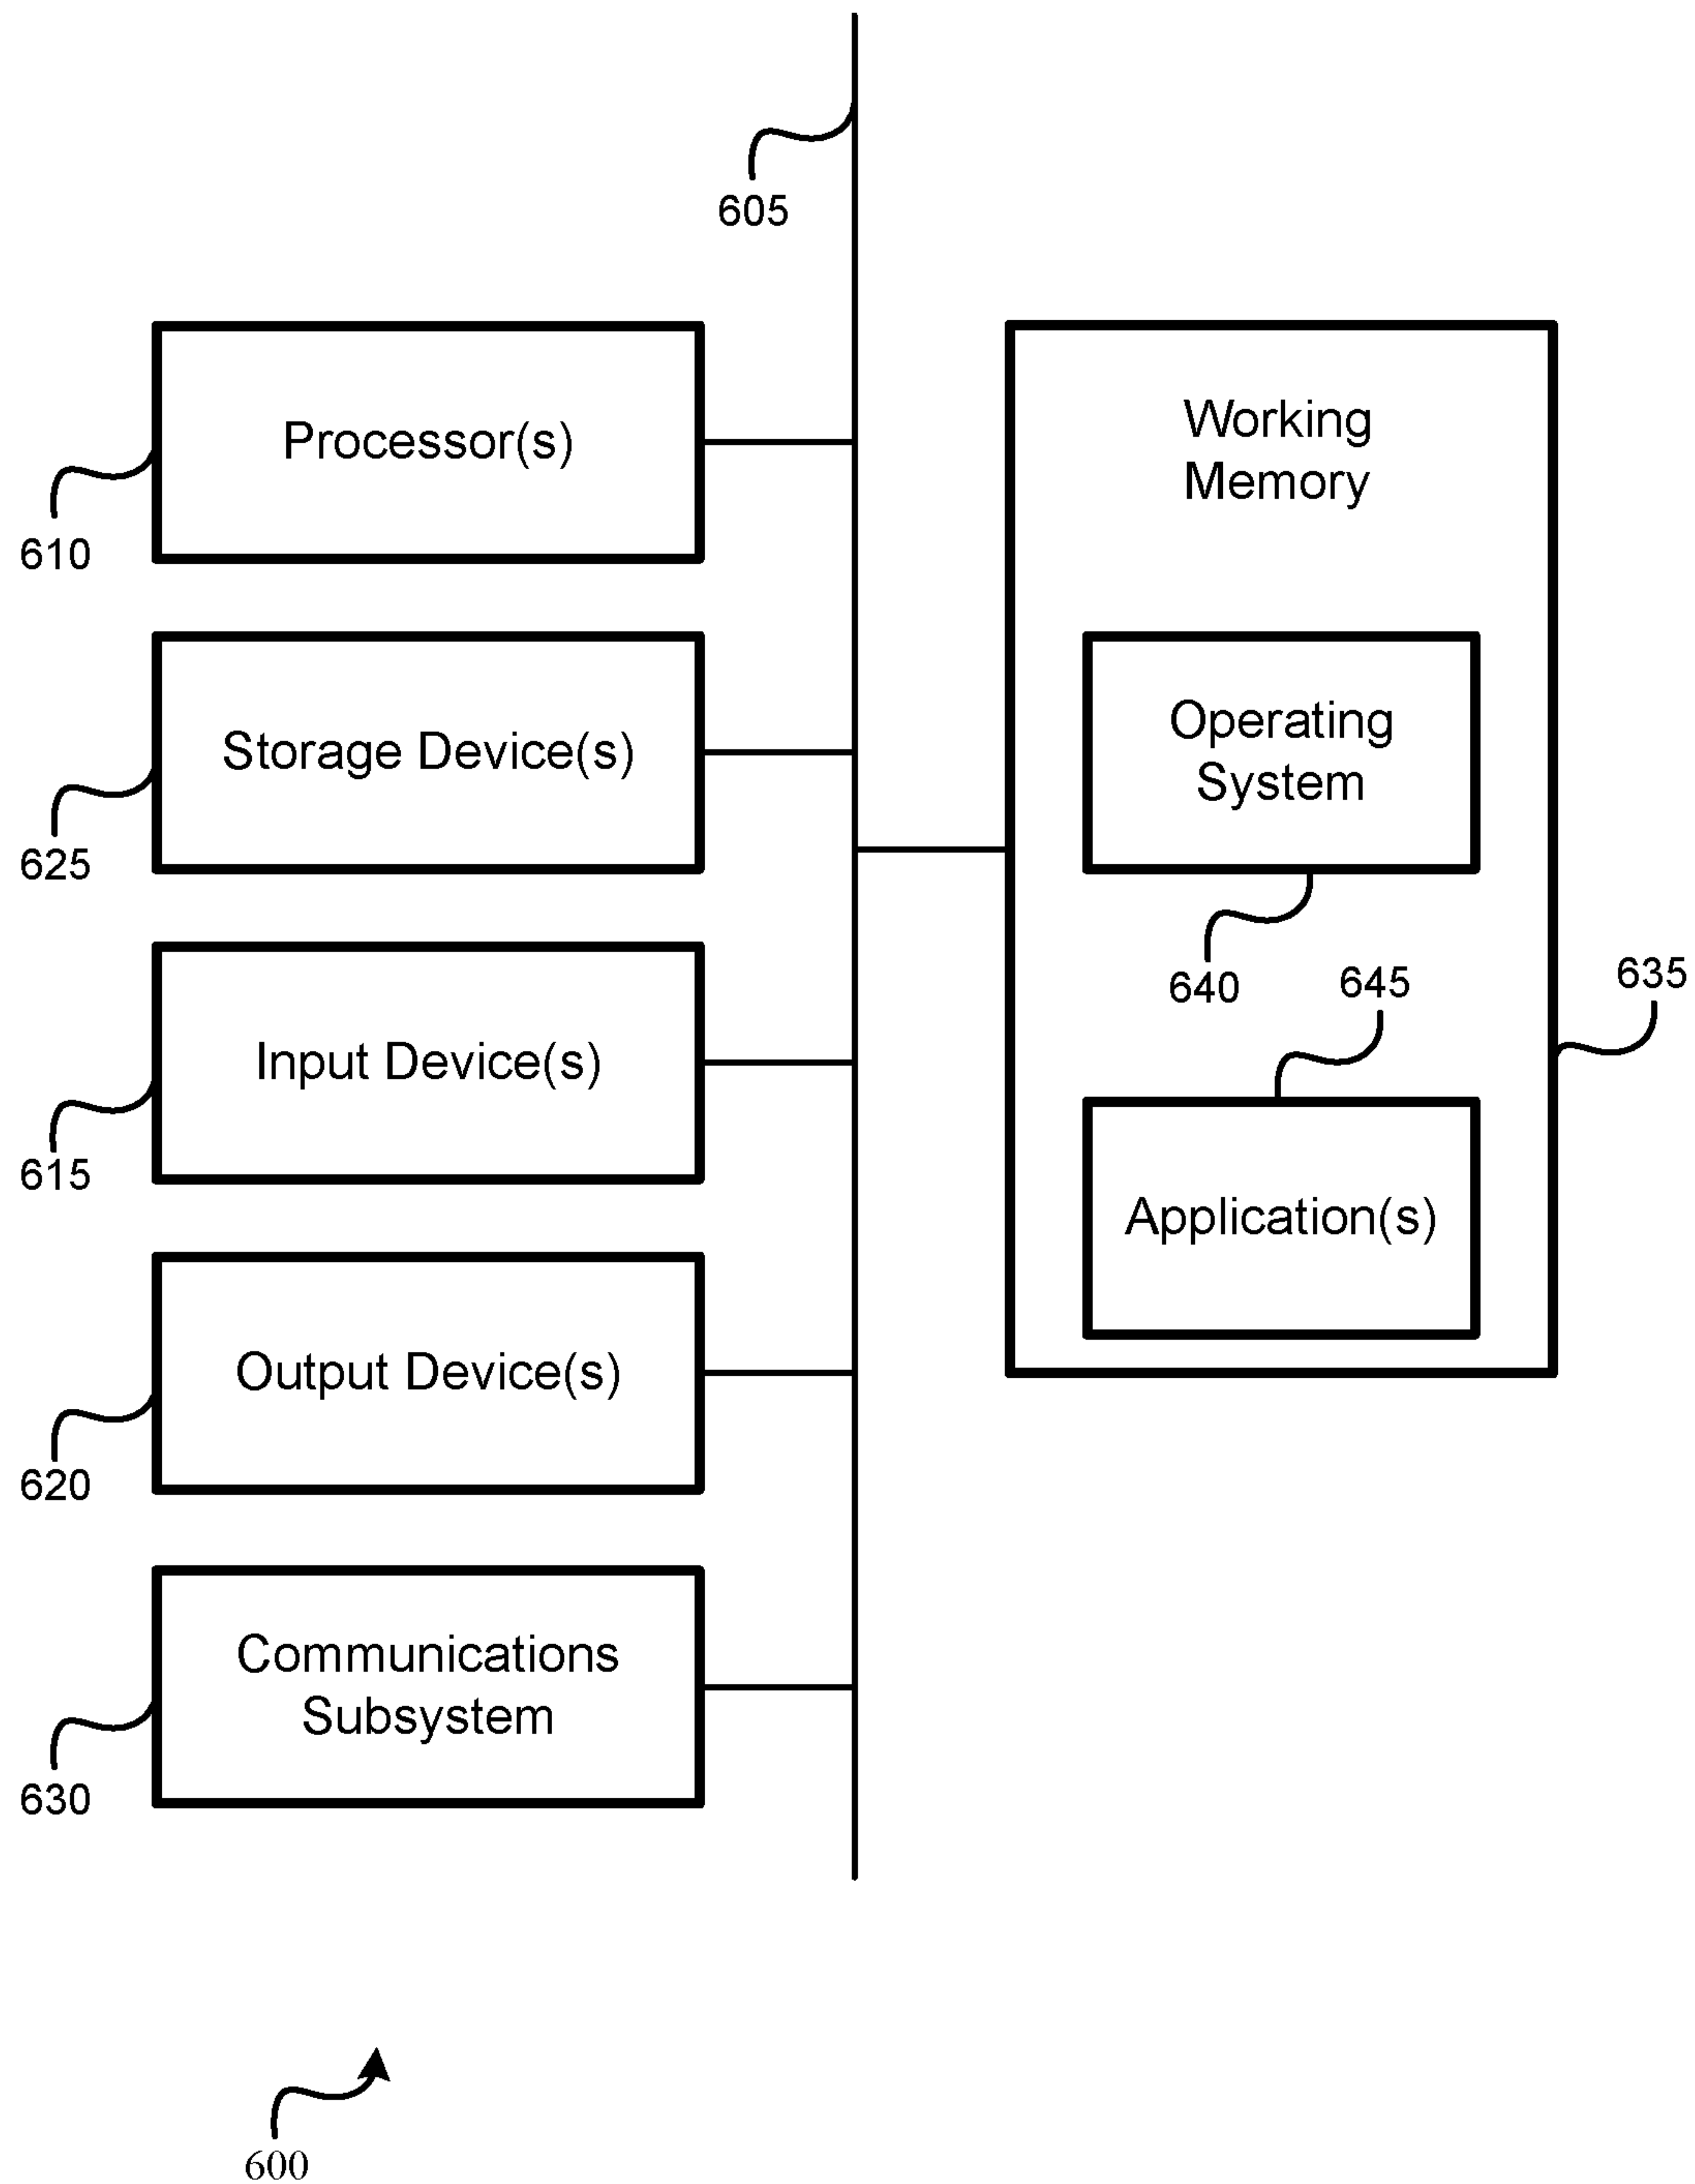 605
Processor(s)
610
Storage Device(s)
625
Input Device(s)
615
Output Device(s)
620
Communications
Subsystem
630
Working
Memory
Operating
System
640
645
635
Application(s)
600